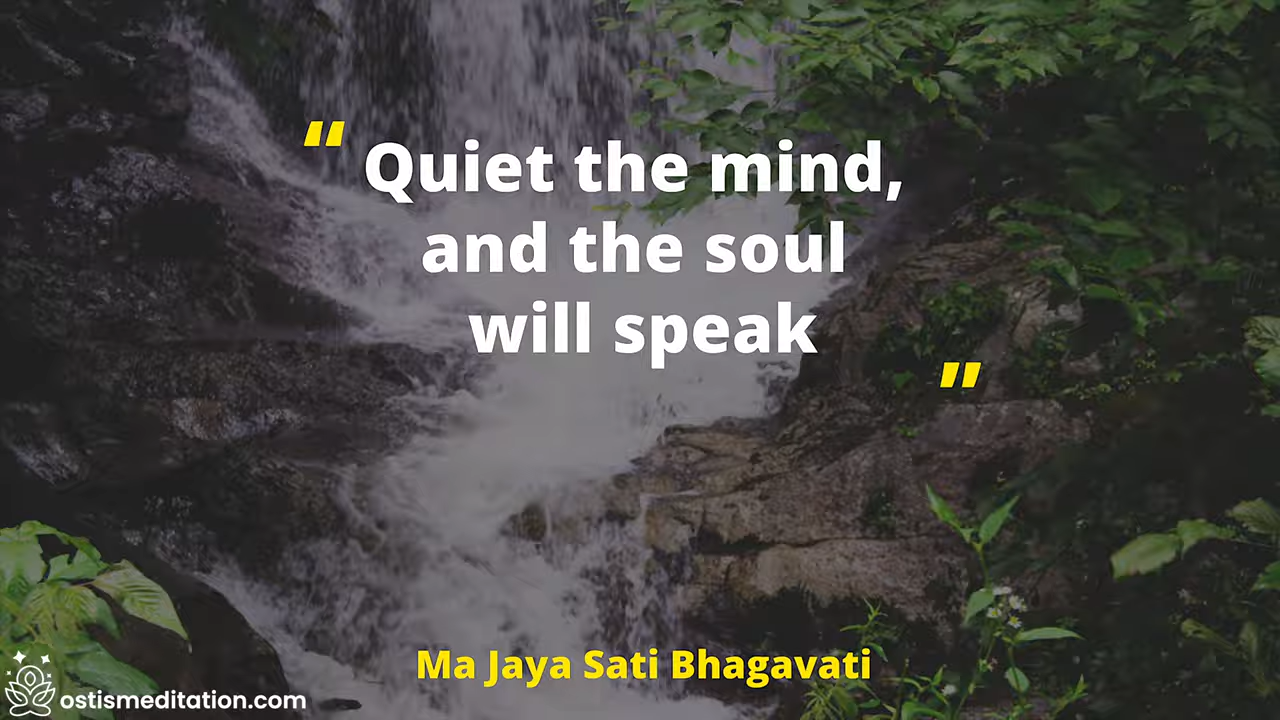 “Quiet the mind,
and the soul
will speak”
Ma Jaya Sati Bhagavati
ostismeditation.com